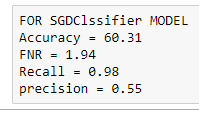 FOR SGDClssifier MODEL
Accuracy = 60.31
FNR = 1.94
Recall = 0.98
precision = 0.55